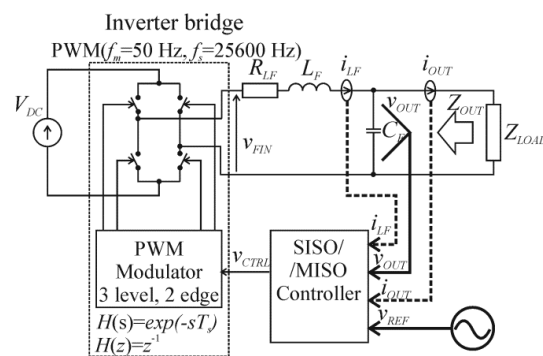 Inverter bridge
PWM(fm=50 Hz, fs=25600 Hz)
RLF
LF
iLF
iOUT
VDC
vFIN
CF
vOUT
ZOUT
ZLOAD
iLF
PWM
Modulator
3 level, 2 edge
vCTRL
SISO/
/MISO
Controller
vOUT
iOUT
vREF
H(s)=exp(-sTs)
H(z)=z-1